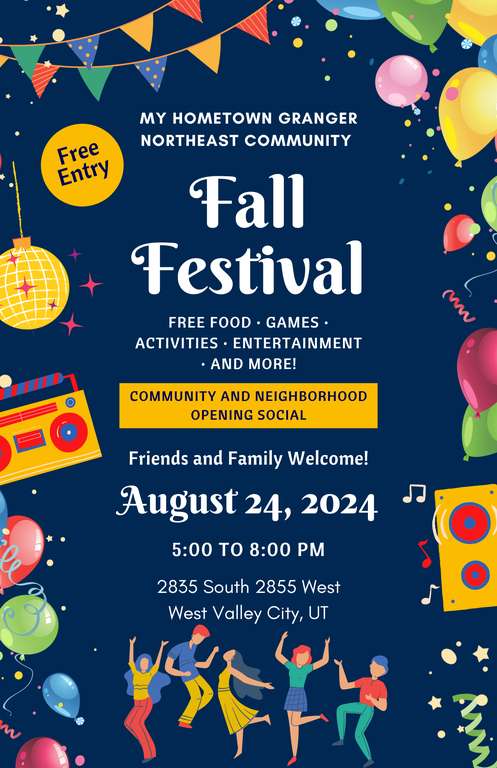 MY HOMETOWN GRANGER
NORTHEAST COMMUNITY
Free
Entry
Fall
Festival
FREE FOOD · GAMES ·
ACTIVITIES · ENTERTAINMENT
· AND MORE!
COMMUNITY AND NEIGHBORHOOD
OPENING SOCIAL
Friends and Family Welcome!
August 24, 2024
5:00 TO 8:00 PM
2835 South 2855 West
West Valley City, UT